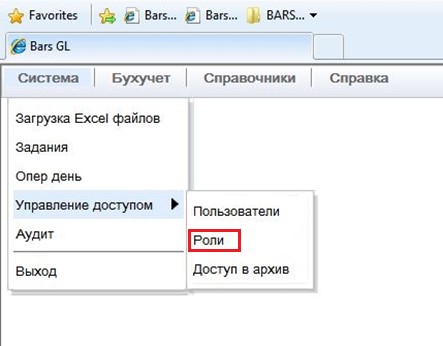 Favorites Bars... Bars... BARS...
Bars GL
Система Бухучет Справочники Справка
Загрузка Excel файлов
Задания
Опер день
Управление доступом
Пользователи
Аудит
Роли
Выход
Доступ в архив